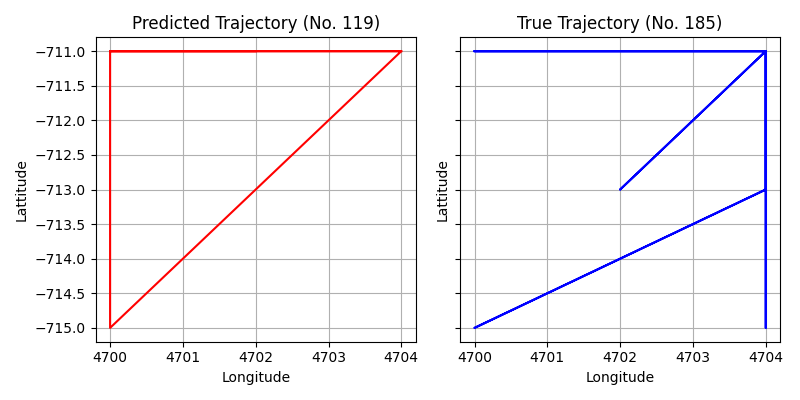 Predicted Trajectory (No. 119)
True Trajectory (No. 185)
−711.0
−711.5
−712.0
−712.5
−713.0
−713.5
−714.0
−714.5
−715.0
Lattitude
Lattitude
4700 4701 4702 4703 4704
4700 4701 4702 4703 4704
Longitude
Longitude